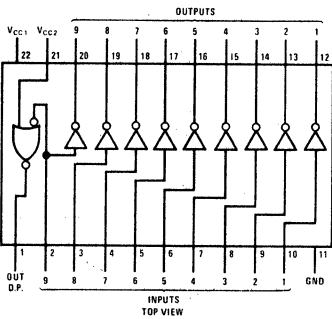 OUTPUTS
VCC1 VCC2 9 8 7 6 5 4 3 2 1
22 21 20 19 18 17 16 15 14 13 12
1 2 3 4 5 6 7 8 9 10 11
OUT D.P. 9 8 7 6 5 4 3 2 1 GND
INPUTS
TOP VIEW